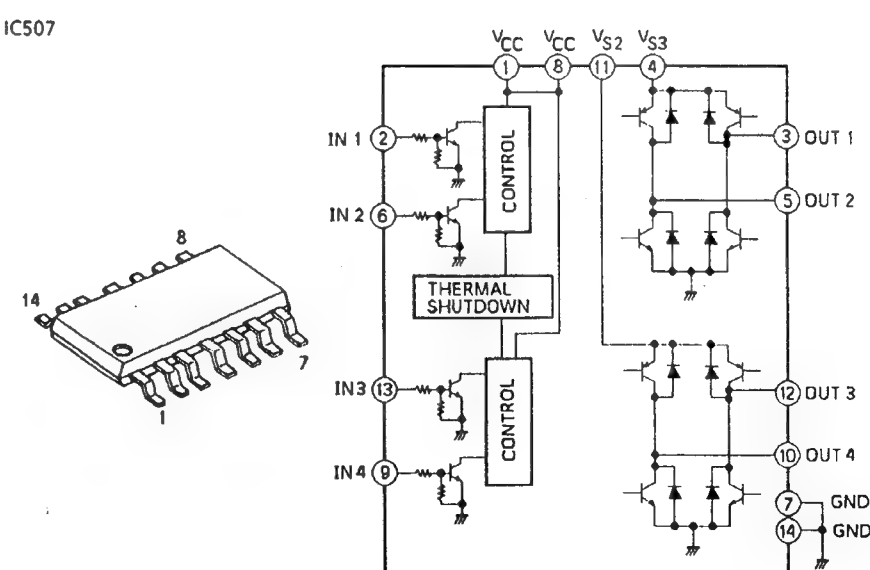 IC507
VCC VCC VS2 VS3
1 8 11 4
IN 1 2
3 OUT 1
CONTROL
5 OUT 2
IN 2 6
8
14
THERMAL
SHUTDOWN
7
1
IN3 13
12 OUT 3
CONTROL
10 OUT 4
IN 4 9
7 GND
14 GND